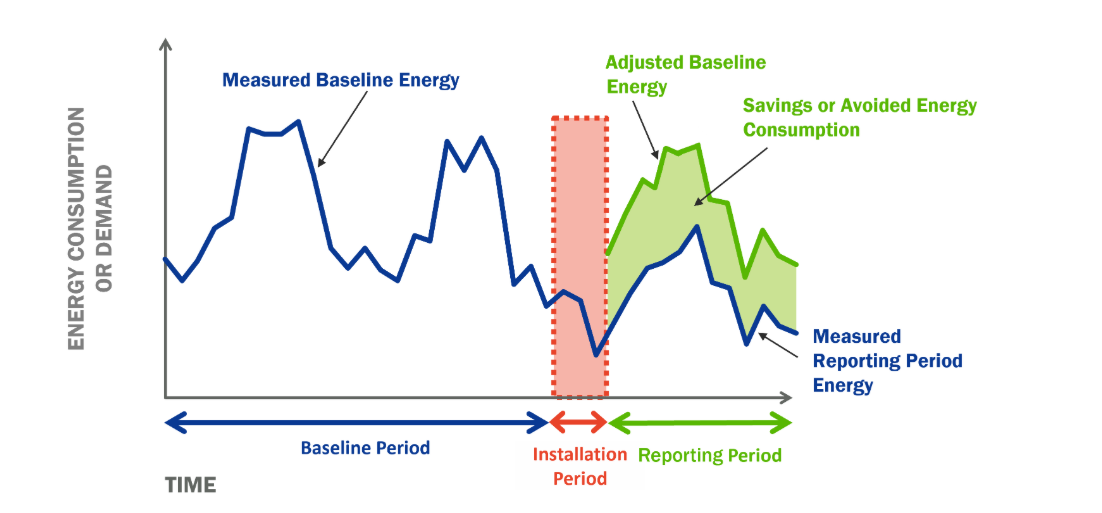 Measured Baseline Energy
Adjusted Baseline
Energy
Savings or Avoided Energy
Consumption
ENERGY CONSUMPTION
OR DEMAND
Measured
Reporting Period
Energy
Baseline Period
Installation
Period
Reporting Period
TIME